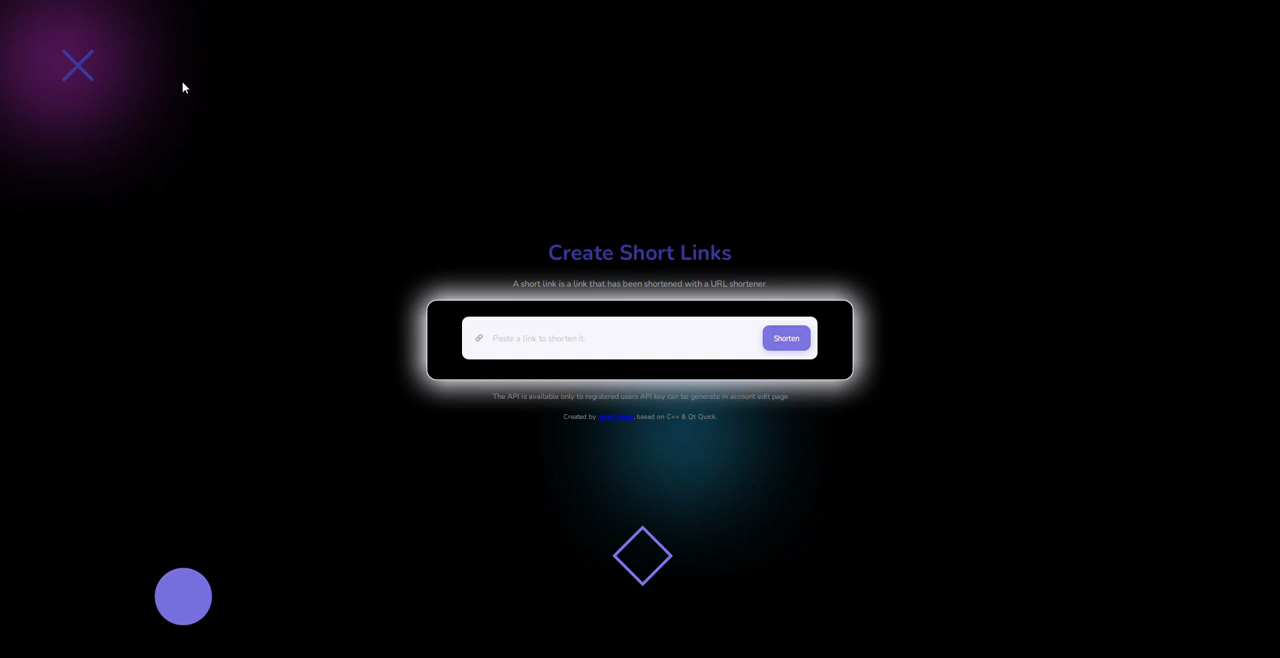 Create Short Links
A short link is a link that has been shortened with a URL shortener.
Paste a link to shorten it.
Shorten
The API is available only to registered users API key can be generate in account edit page
Created by , based on C++ & Qt Quick.